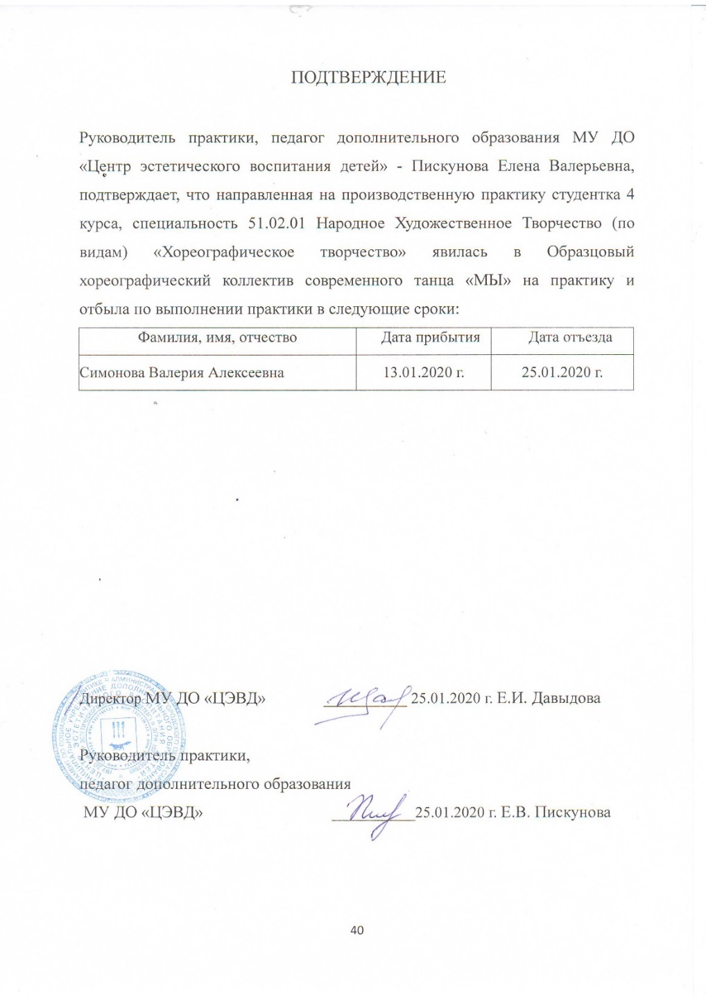 ПОДТВЕРЖДЕНИЕ
Руководитель практики, педагог дополнительного образования МУ ДО
«Центр эстетического воспитания детей» - Пискунова Елена Валерьевна,
подтверждает, что направленная на производственную практику студентка 4
курса, специальность 51.02.01 Народное Художественное Творчество (по
видам) «Хореографическое творчество» явилась в Образцовый
хореографический коллектив современного танца «МЫ» на практику и
отбыла по выполнении практики в следующие сроки:
Фамилия, имя, отчество Дата прибытия Дата отъезда
Симонова Валерия Алексеевна 13.01.2020 г. 25.01.2020 г.
Директор МУ ДО «ЦЭВД» 25.01.2020 г. Е.И. Давыдова
Руководитель практики,
педагог дополнительного образования
МУ ДО «ЦЭВД» 25.01.2020 г. Е.В. Пискунова
40